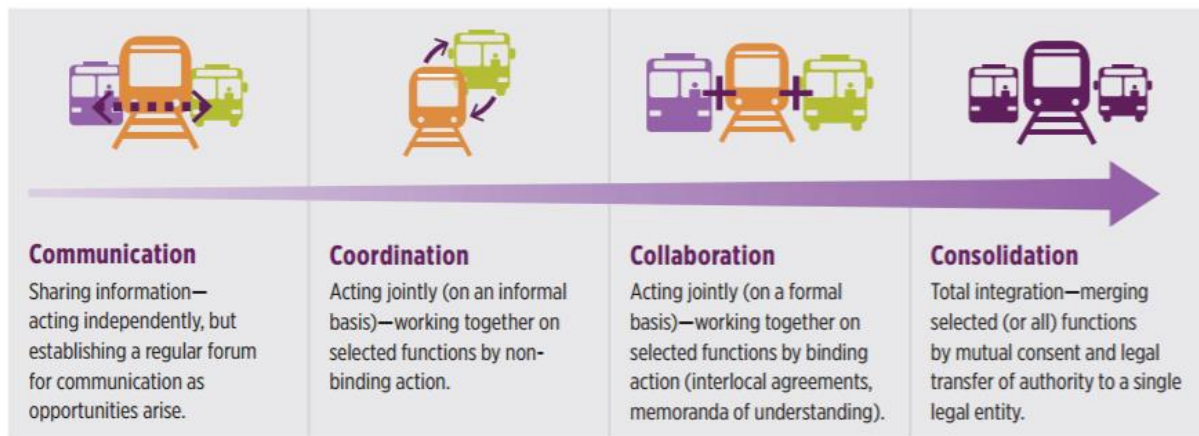 Communication
Sharing information—
acting independently, but
establishing a regular forum
for communication as
opportunities arise.
Coordination
Acting jointly (on an informal
basis)—working together on
selected functions by non-
binding action.
Collaboration
Acting jointly (on a formal
basis)—working together on
selected functions by binding
action (interlocal agreements,
memoranda of understanding).
Consolidation
Total integration—merging
selected (or all) functions
by mutual consent and legal
transfer of authority to a single
legal entity.